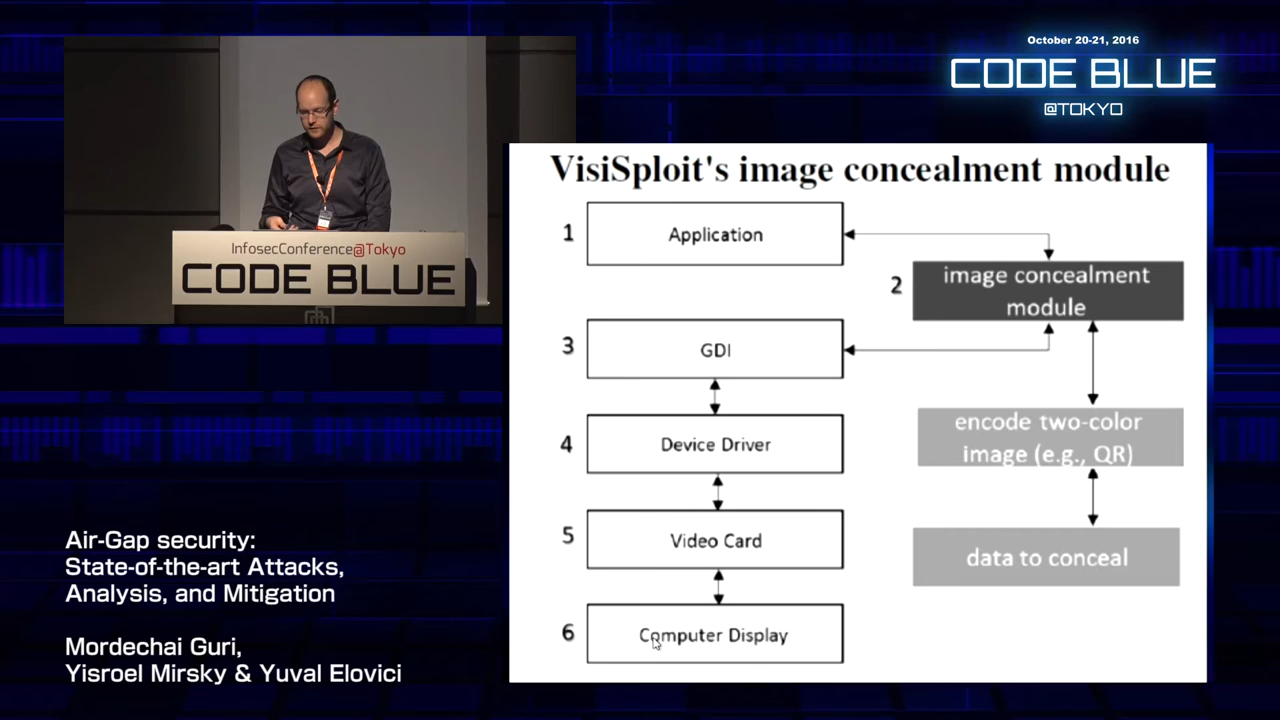 October 20-21, 2016
CODE BLUE
@TOKYO
InfosecConference@Tokyo
CODE BLUE
VisiSploit's image concealment module
1
Application
2
image concealment
module
3
GDI
4
Device Driver
encode two-color
image (e.g., QR)
5
Video Card
data to conceal
6
Computer Display
Air-Gap security:
State-of-the-art Attacks,
Analysis, and Mitigation
Mordechai Guri,
Yisroel Mirsky & Yuval Elovici